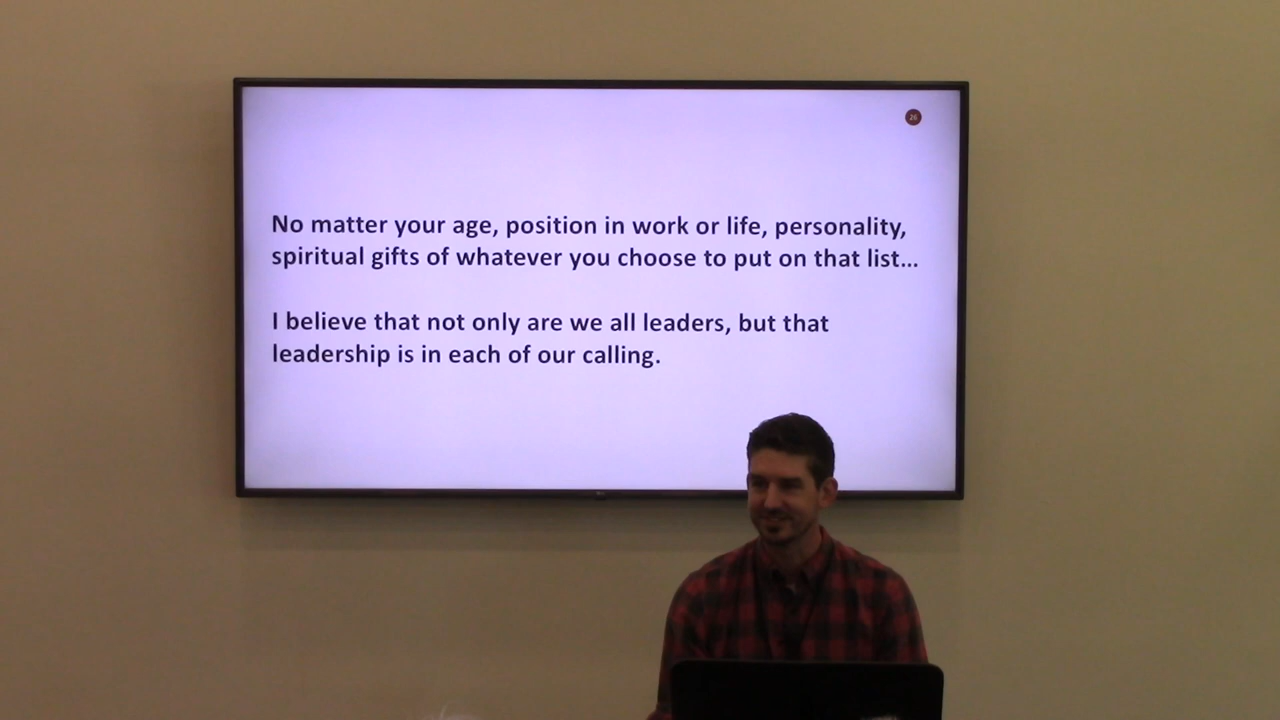 26
No matter your age, position in work or life, personality,
spiritual gifts of whatever you choose to put on that list...
I believe that not only are we all leaders, but that
leadership is in each of our calling.